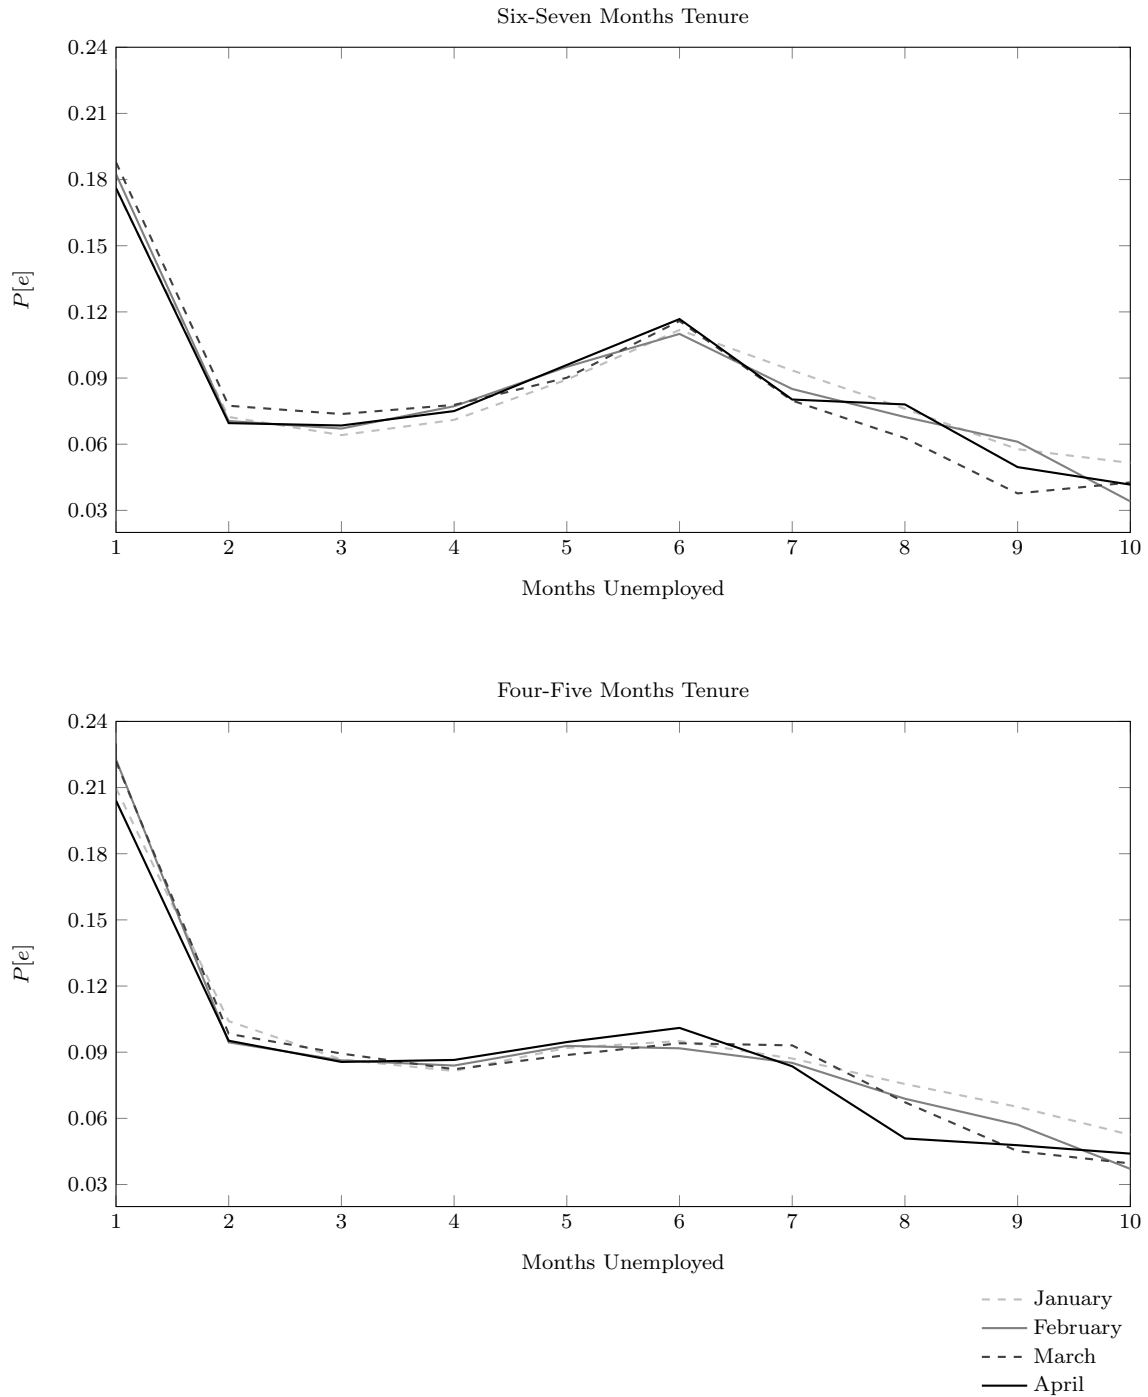 Six-Seven Months Tenure
0.24
0.21
0.18
0.15
0.12
0.09
0.06
0.03
P[e]
1 2 3 4 5 6 7 8 9 10
Months Unemployed
Four-Five Months Tenure
0.24
0.21
0.18
0.15
0.12
0.09
0.06
0.03
P[e]
1 2 3 4 5 6 7 8 9 10
Months Unemployed
January
February
March
April